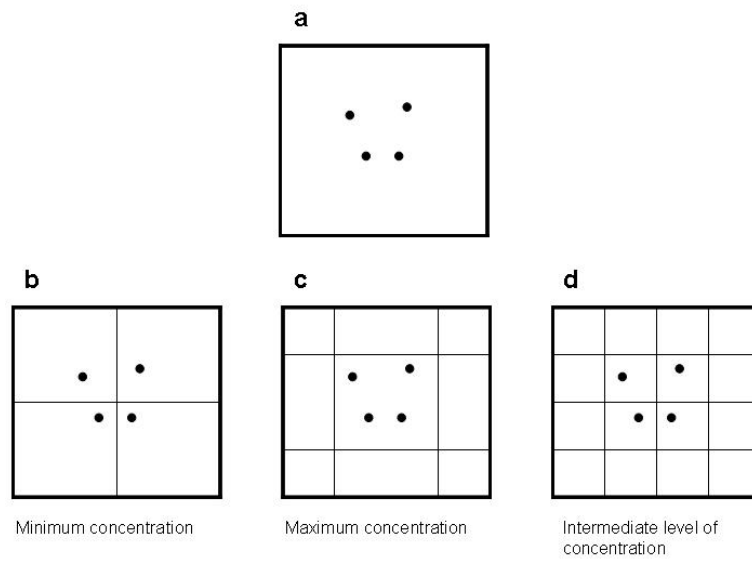 a
b
c
d
Minimum concentration
Maximum concentration
Intermediate level of
concentration